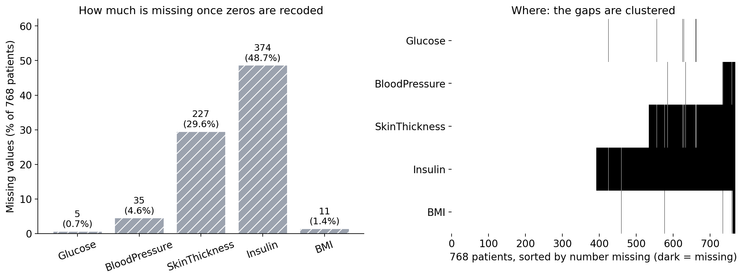 How much is missing once zeros are recoded
Missing values (% of 768 patients)
60
50
40
30
20
10
0
5
(0.7%)
35
(4.6%)
227
(29.6%)
374
(48.7%)
11
(1.4%)
Glucose
BloodPressure
SkinThickness
Insulin
BMI
Where: the gaps are clustered
Glucose
BloodPressure
SkinThickness
Insulin
BMI
0 100 200 300 400 500 600 700
768 patients, sorted by number missing (dark = missing)